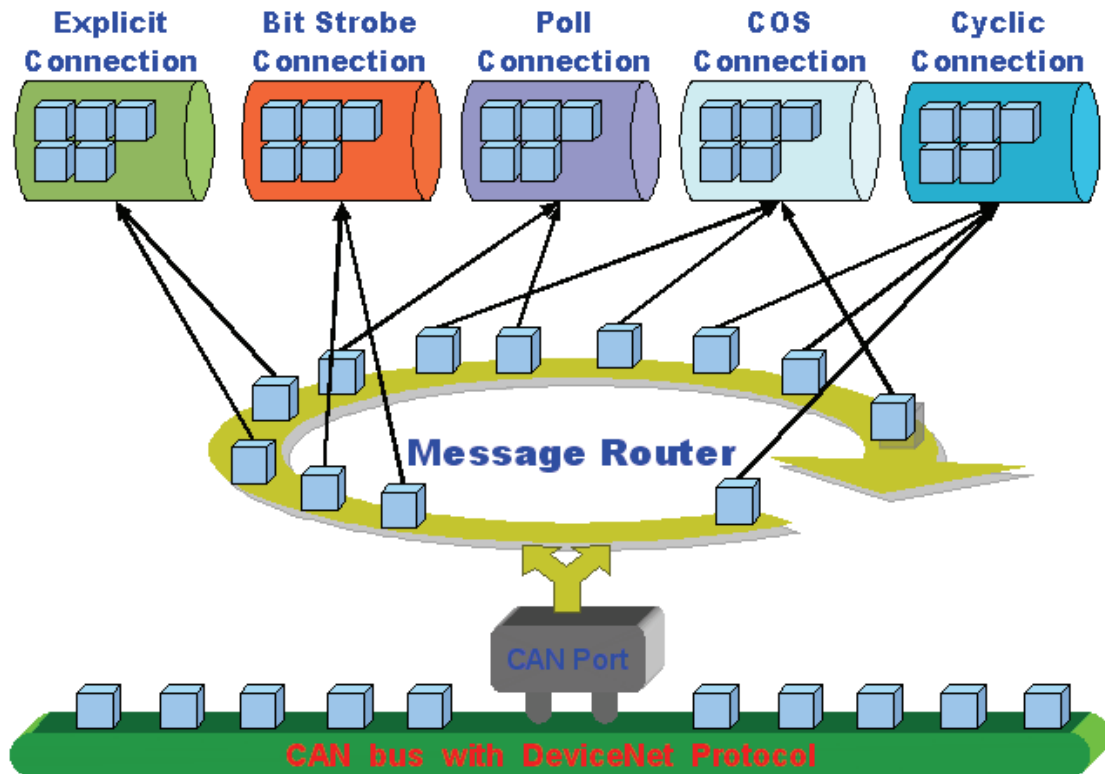 Explicit Connection
Bit Strobe Connection
Poll Connection
COS Connection
Cyclic Connection
Message Router
CAN Port
CAN bus with DeviceNet Protocol